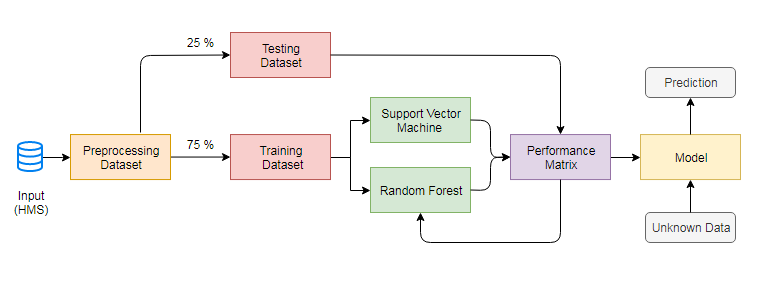 25 %
Testing
Dataset
Prediction
Support Vector
Machine
75 %
Preprocessing
Dataset
Training
Dataset
Performance
Matrix
Model
Random Forest
Input
(HMS)
Unknown Data